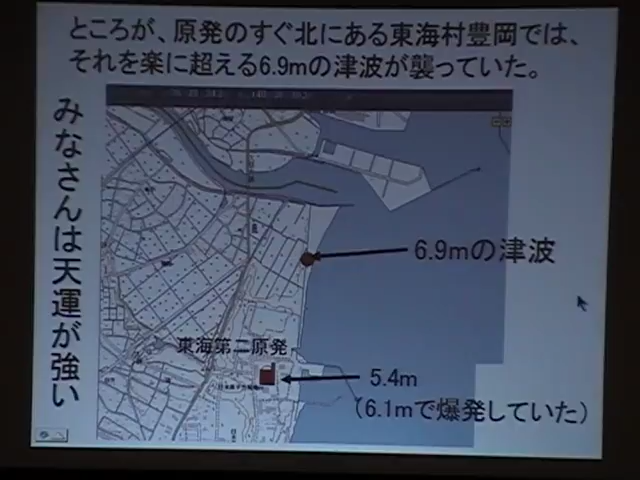 ところが、原発のすぐ北にある東海村豊岡では、
それを楽に超える6.9mの津波が襲っていた。
みなさんは天運が強い
6.9mの津波
東海第二原発
5.4m
(6.1mで爆発していた)